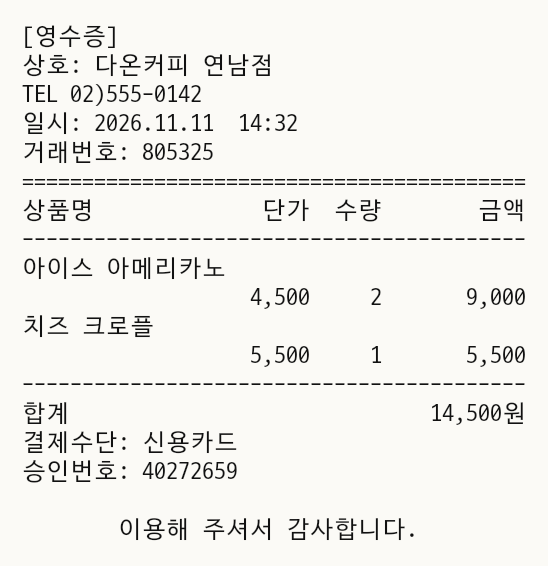 [영수증]
상호: 다온커피 연남점
TEL 02)555-0142
일시: 2026.11.11  14:32
거래번호: 805325
==========================================
상품명 단가 수량 금액
------------------------------------------
아이스 아메리카노
4,500 2 9,000
치즈 크로플
5,500 1 5,500
------------------------------------------
합계 14,500원
결제수단: 신용카드
승인번호: 40272659
이용해 주셔서 감사합니다.